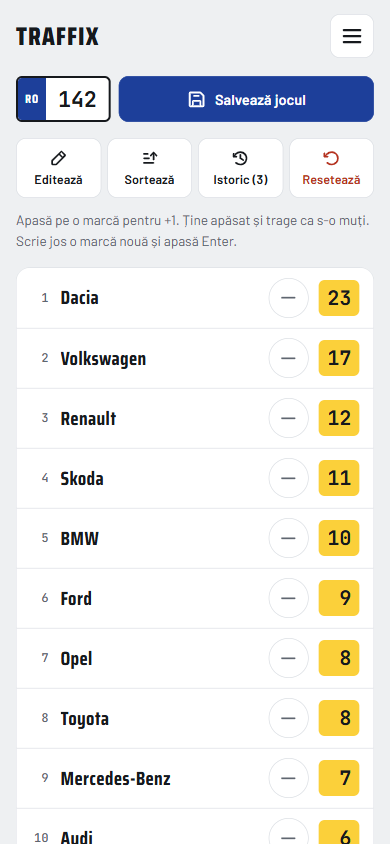 TRAFFIX
RO 142
Salvează jocul
Editează
Sortează
Istoric (3)
Resetează
Apasă pe o marcă pentru +1. Ține apăsat și trage ca s-o muți.
Scrie jos o marcă nouă și apasă Enter.
1 Dacia — 23
2 Volkswagen — 17
3 Renault — 12
4 Skoda — 11
5 BMW — 10
6 Ford — 9
7 Opel — 8
8 Toyota — 8
9 Mercedes-Benz — 7
10 Audi 6